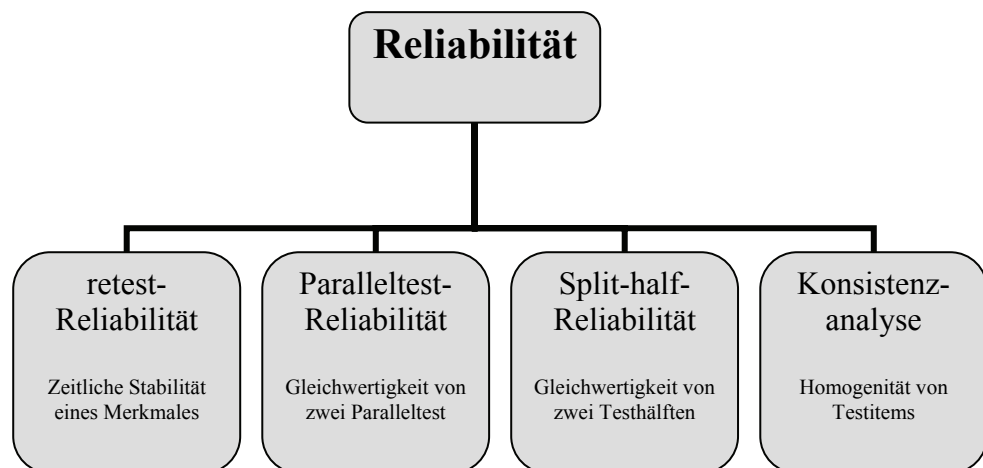 Reliabilität
retest-
Reliabilität
Zeitliche Stabilität
eines Merkmales
Paralleltest-
Reliabilität
Gleichwertigkeit von
zwei Paralleltest
Split-half-
Reliabilität
Gleichwertigkeit von
zwei Testhälften
Konsistenz-
analyse
Homogenität von
Testitems